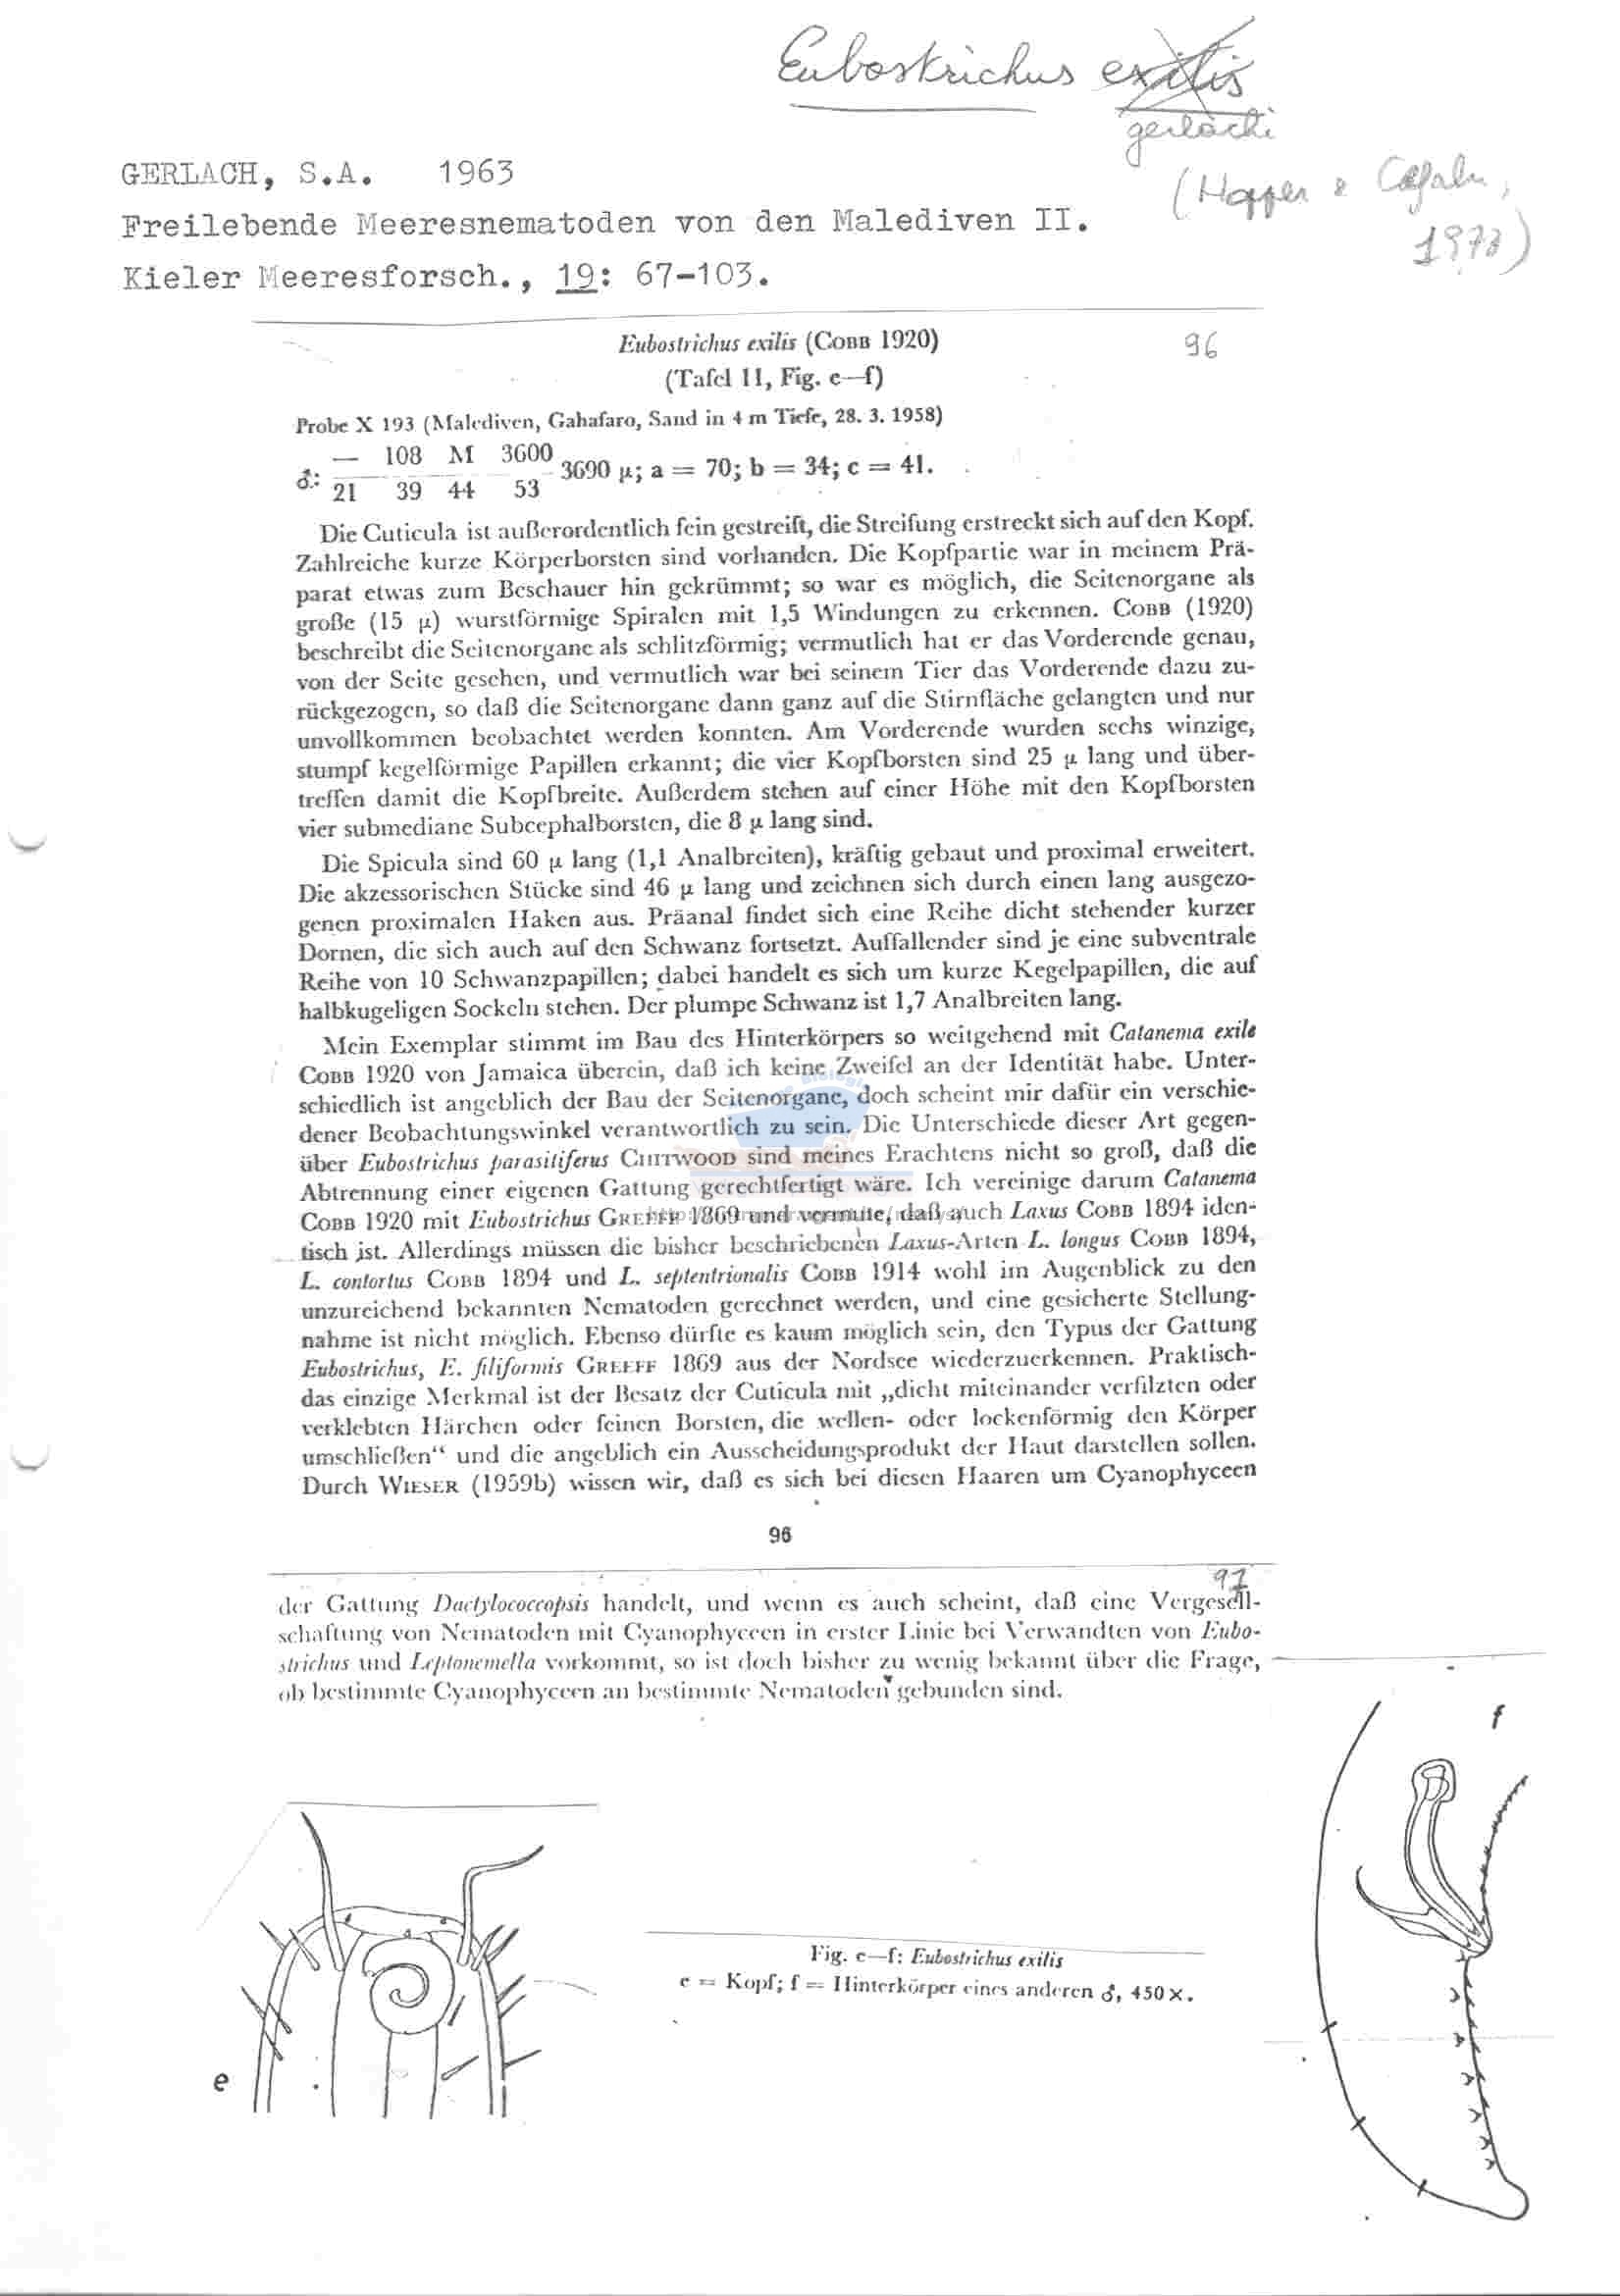 Eubostrichus exilis
gerlachi
(Hopper &
GERLACH, S.A. 1963
Freilebende Meeresnematoden von den Malediven II.
Kieler Meeresforsch., 19: 67-103.
Eubostrichus exilis (COBB 1920)
96
(Tafel 11, Fig. e—f)
Probe X 193 (Malediven, Gahafaro, Sand in 4 m Tiefe, 28. 3. 1958)
— 108 M 3600
♂: 3690 µ; a = 70; b = 34; c = 41.
21 39 44 53
Die Cuticula ist außerordentlich fein gestreift, die Streifung erstreckt sich auf den Kopf.
Zahlreiche kurze Körperborsten sind vorhanden. Die Kopfpartie war in meinem Prä-
parat etwas zum Beschauer hin gekrümmt; so war es möglich, die Seitenorgane als
große (15 µ) wurstförmige Spiralen mit 1,5 Windungen zu erkennen. COBB (1920)
beschreibt die Seitenorgane als schlitzförmig; vermutlich hat er das Vorderende genau,
von der Seite gesehen, und vermutlich war bei seinem Tier das Vorderende dazu zu-
rückgezogen, so daß die Seitenorgane dann ganz auf die Stirnfläche gelangten und nur
unvollkommen beobachtet werden konnten. Am Vorderende wurden sechs winzige,
stumpf kegelförmige Papillen erkannt; die vier Kopfborsten sind 25 µ lang und über-
treffen damit die Kopfbreite. Außerdem stehen auf einer Höhe mit den Kopfborsten
vier submediane Subcephalborsten, die 8 µ lang sind.
Die Spicula sind 60 µ lang (1,1 Analbreiten), kräftig gebaut und proximal erweitert.
Die akzessorischen Stücke sind 46 µ lang und zeichnen sich durch einen lang ausgezo-
genen proximalen Haken aus. Präanal findet sich eine Reihe dicht stehender kurzer
Dornen, die sich auch auf den Schwanz fortsetzt. Auffallender sind je eine subventrale
Reihe von 10 Schwanzpapillen; dabei handelt es sich um kurze Kegelpapillen, die auf
halbkugeligen Sockeln stehen. Der plumpe Schwanz ist 1,7 Analbreiten lang.
Mein Exemplar stimmt im Bau des Hinterkörpers so weitgehend mit Catanema exile
COBB 1920 von Jamaica überein, daß ich keine Zweifel an der Identität habe. Unter-
schiedlich ist angeblich der Bau der Seitenorgane, doch scheint mir dafür ein verschie-
dener Beobachtungswinkel verantwortlich zu sein. Die Unterschiede dieser Art gegen-
über Eubostrichus parasitiferus CHITWOOD sind meines Erachtens nicht so groß, daß die
Abtrennung einer eigenen Gattung gerechtfertigt wäre. Ich vereinige darum Catanema
COBB 1920 mit Eubostrichus GREEFF 1869 und vermute, daß auch Laxus COBB 1894 iden-
tisch ist. Allerdings müssen die bisher beschriebenen Laxus-Arten L. longus COBB 1894,
L. contortus COBB 1894 und L. septentrionalis COBB 1914 wohl im Augenblick zu den
unzureichend bekannten Nematoden gerechnet werden, und eine gesicherte Stellung-
nahme ist nicht möglich. Ebenso dürfte es kaum möglich sein, den Typus der Gattung
Eubostrichus, E. filiformis GREEFF 1869 aus der Nordsee wiederzuerkennen. Praktisch-
das einzige Merkmal ist der Besatz der Cuticula mit „dicht miteinander verfilzten oder
verklebten Härchen oder feinen Borsten, die wellen- oder lockenförmig den Körper
umschließen“ und die angeblich ein Ausscheidungsprodukt der Haut darstellen sollen.
Durch WIESER (1959b) wissen wir, daß es sich bei diesen Haaren um Cyanophyceen
96
97
der Gattung Dactylococcopsis handelt, und wenn es auch scheint, daß eine Vergesell-
schaftung von Nematoden mit Cyanophyceen in erster Linie bei Verwandten von Eubo-
strichus und Leptonemella vorkommt, so ist doch bisher zu wenig bekannt über die Frage,
ob bestimmte Cyanophyceen an bestimmte Nematoden gebunden sind.
f
Fig. e—f: Eubostrichus exilis
e = Kopf; f = Hinterkörper eines anderen ♂, 450 ×.
e